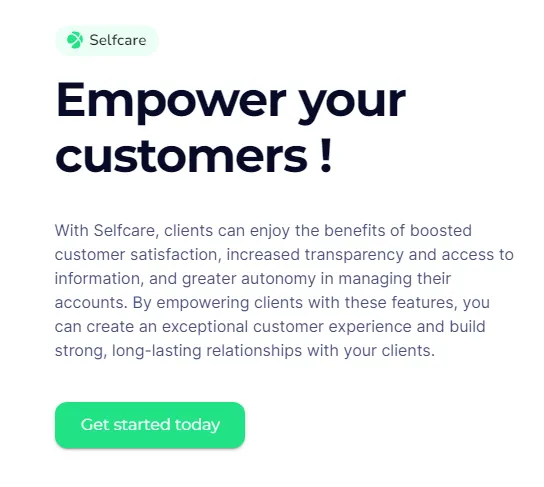 Selfcare
Empower your
customers !
With Selfcare, clients can enjoy the benefits of boosted
customer satisfaction, increased transparency and access to
information, and greater autonomy in managing their
accounts. By empowering clients with these features, you
can create an exceptional customer experience and build
strong, long-lasting relationships with your clients.
Get started today